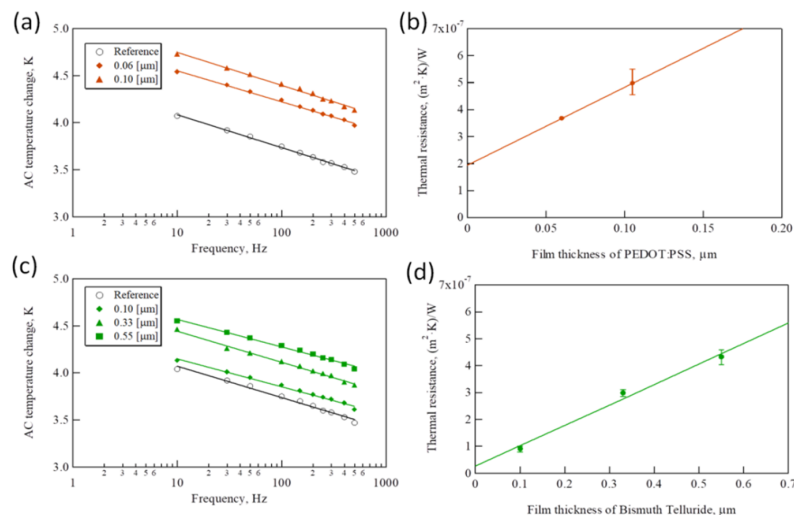 (a)
5.0
4.5
4.0
3.5
3.0
AC temperature change, K
Reference
0.06 [μm]
0.10 [μm]
1
2 3 4 5 6
10
2 3 4 5 6
100
2 3 4 5 6
1000
Frequency, Hz
(b)
7x10⁻⁷
6
5
4
3
2
1
0
Thermal resistance, (m²·K)/W
0
0.05
0.10
0.15
0.20
Film thickness of PEDOT:PSS, μm
(c)
5.0
4.5
4.0
3.5
3.0
AC temperature change, K
Reference
0.10 [μm]
0.33 [μm]
0.55 [μm]
1
2 3 4 5 6
10
2 3 4 5 6
100
2 3 4 5 6
1000
Frequency, Hz
(d)
7x10⁻⁷
6
5
4
3
2
1
0
Thermal resistance, (m²·K)/W
0
0.1
0.2
0.3
0.4
0.5
0.6
0.7
Film thickness of Bismuth Telluride, μm